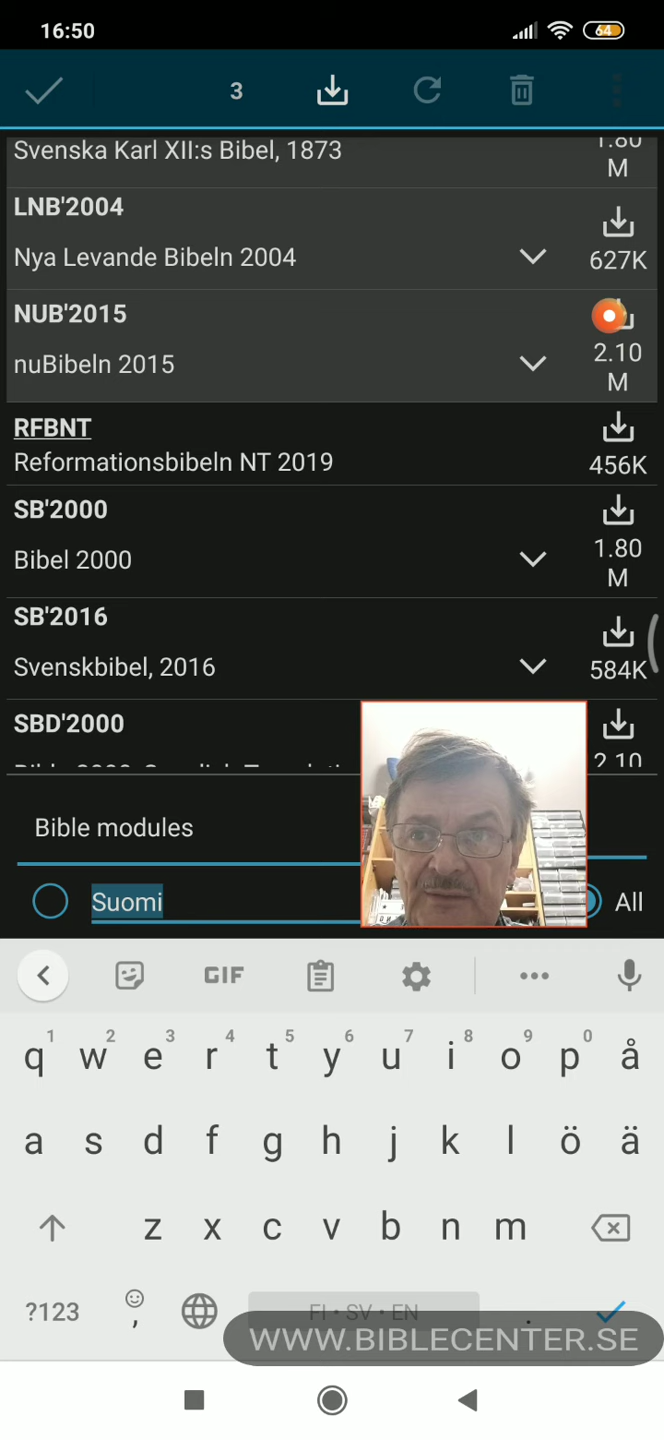 16:50
64
3
Svenska Karl XII:s Bibel, 1873
1.80
M
LNB'2004
Nya Levande Bibeln 2004
627K
NUB'2015
nuBibeln 2015
2.10
M
RFBNT
Reformationsbibeln NT 2019
456K
SB'2000
Bibel 2000
1.80
M
SB'2016
Svenskbibel, 2016
584K
SBD'2000
2.10
Bible modules
Suomi
All
GIF
1 2 3 4 5 6 7 8 9 0
q w e r t y u i o p å
a s d f g h j k l ö ä
z x c v b n m
?123 , FI • SV • EN .
WWW.BIBLECENTER.SE